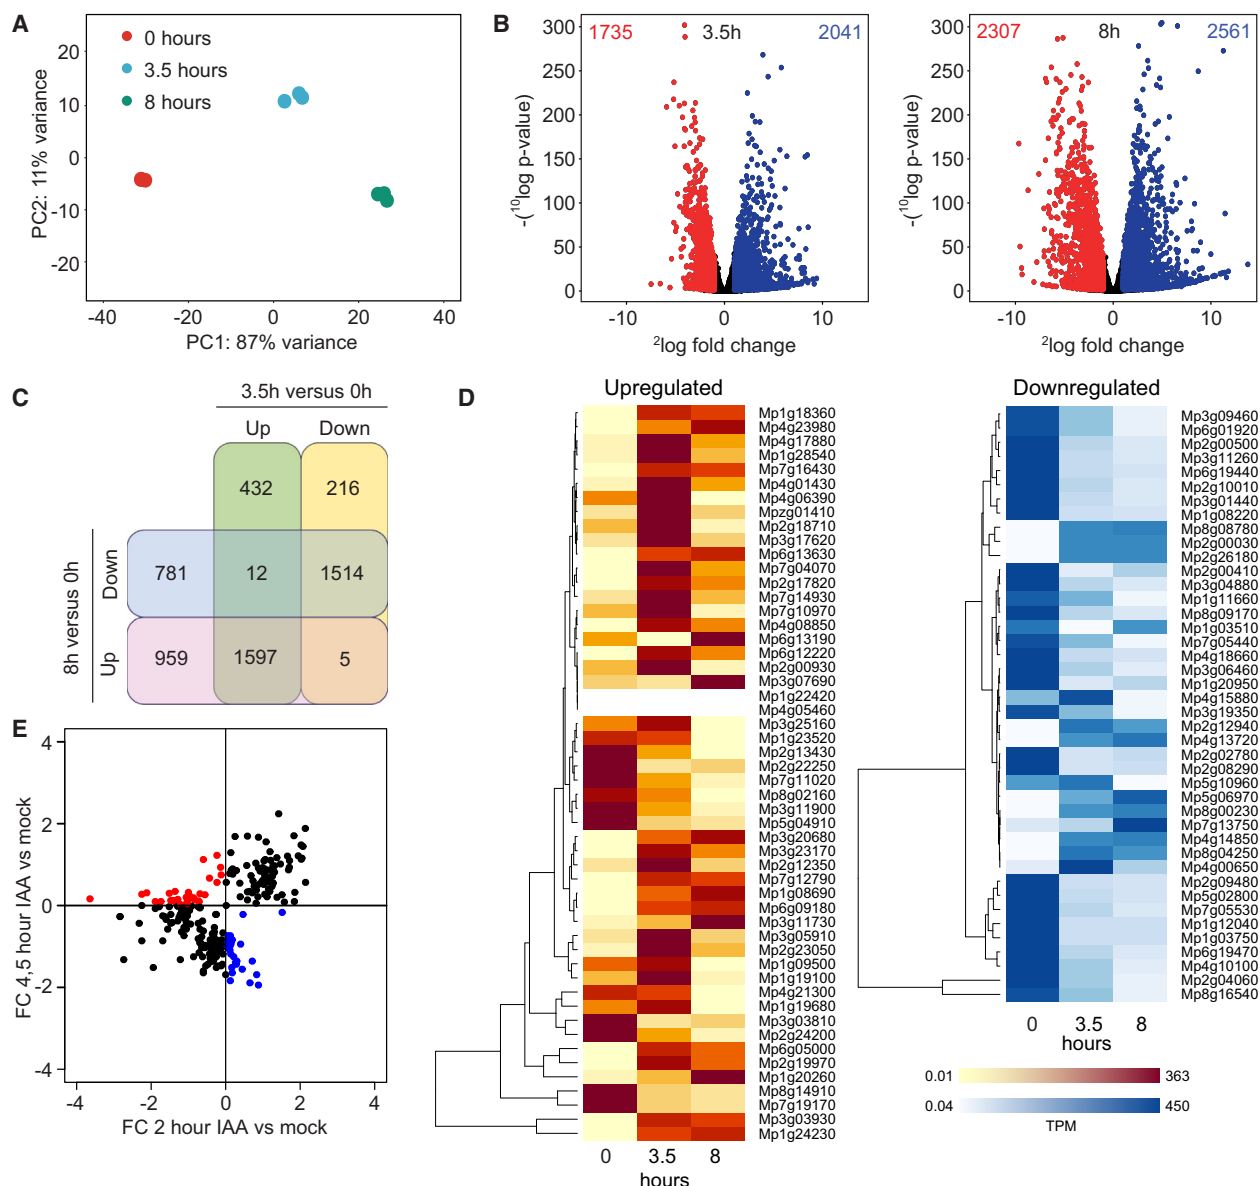 A
0 hours
3.5 hours
8 hours
PC2: 11% variance
20
10
0
-10
-20
-40
-20
0
20
40
PC1: 87% variance
B
1735
3.5h
2041
-(¹⁰log p-value)
300
250
200
150
100
50
0
-10
0
10
²log fold change
2307
8h
2561
-(¹⁰log p-value)
300
250
200
150
100
50
0
-10
0
10
²log fold change
C
3.5h versus 0h
Up
Down
8h versus 0h
Down
Up
432
216
781
12
1514
959
1597
5
D
Upregulated
Mp1g18360
Mp4g23980
Mp4g17880
Mp1g28540
Mp7g16430
Mp4g01430
Mp4g06390
Mpzg01410
Mp2g18710
Mp3g17620
Mp6g13630
Mp7g04070
Mp2g17820
Mp7g14930
Mp7g10970
Mp4g08850
Mp6g13190
Mp6g12220
Mp2g00930
Mp3g07690
Mp1g22420
Mp4g05460
Mp3g25160
Mp1g23520
Mp2g13430
Mp2g22250
Mp7g11020
Mp8g02160
Mp3g11900
Mp5g04910
Mp3g20680
Mp3g23170
Mp2g12350
Mp7g12790
Mp1g08690
Mp6g09180
Mp3g11730
Mp3g05910
Mp2g23050
Mp1g09500
Mp1g19100
Mp4g21300
Mp1g19680
Mp3g03810
Mp2g24200
Mp6g05000
Mp2g19970
Mp1g20260
Mp8g14910
Mp7g19170
Mp3g03930
Mp1g24230
0
3.5
8
hours
Downregulated
Mp3g09460
Mp6g01920
Mp2g00500
Mp3g11260
Mp6g19440
Mp2g10010
Mp3g01440
Mp1g08220
Mp8g08780
Mp2g00030
Mp2g26180
Mp2g00410
Mp3g04880
Mp1g11660
Mp8g09170
Mp1g03510
Mp7g05440
Mp4g18660
Mp3g06460
Mp1g20950
Mp4g15880
Mp3g19350
Mp2g12940
Mp4g13720
Mp2g02780
Mp2g08290
Mp5g10960
Mp5g06970
Mp8g00230
Mp7g13750
Mp4g14850
Mp8g04250
Mp4g00650
Mp2g09480
Mp5g02800
Mp7g05530
Mp1g12040
Mp1g03750
Mp6g19470
Mp4g10100
Mp2g04060
Mp8g16540
0
3.5
8
hours
0.01
363
0.04
450
TPM
E
FC 4,5 hour IAA vs mock
4
2
0
-2
-4
-4
-2
0
2
4
FC 2 hour IAA vs mock